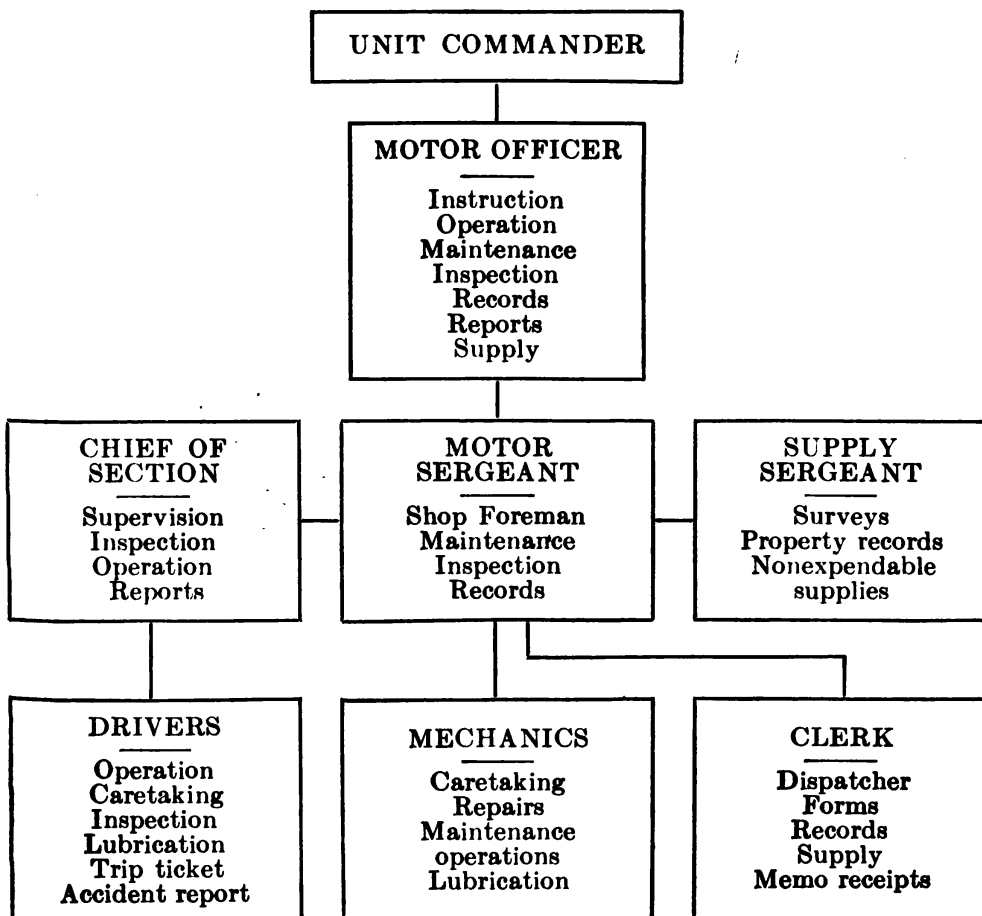 UNIT COMMANDER
MOTOR OFFICER
Instruction
Operation
Maintenance
Inspection
Records
Reports
Supply
CHIEF OF
SECTION
Supervision
Inspection
Operation
Reports
MOTOR
SERGEANT
Shop Foreman
Maintenance
Inspection
Records
SUPPLY
SERGEANT
Surveys
Property records
Nonexpendable
supplies
DRIVERS
Operation
Caretaking
Inspection
Lubrication
Trip ticket
Accident report
MECHANICS
Caretaking
Repairs
Maintenance
operations
Lubrication
CLERK
Dispatcher
Forms
Records
Supply
Memo receipts